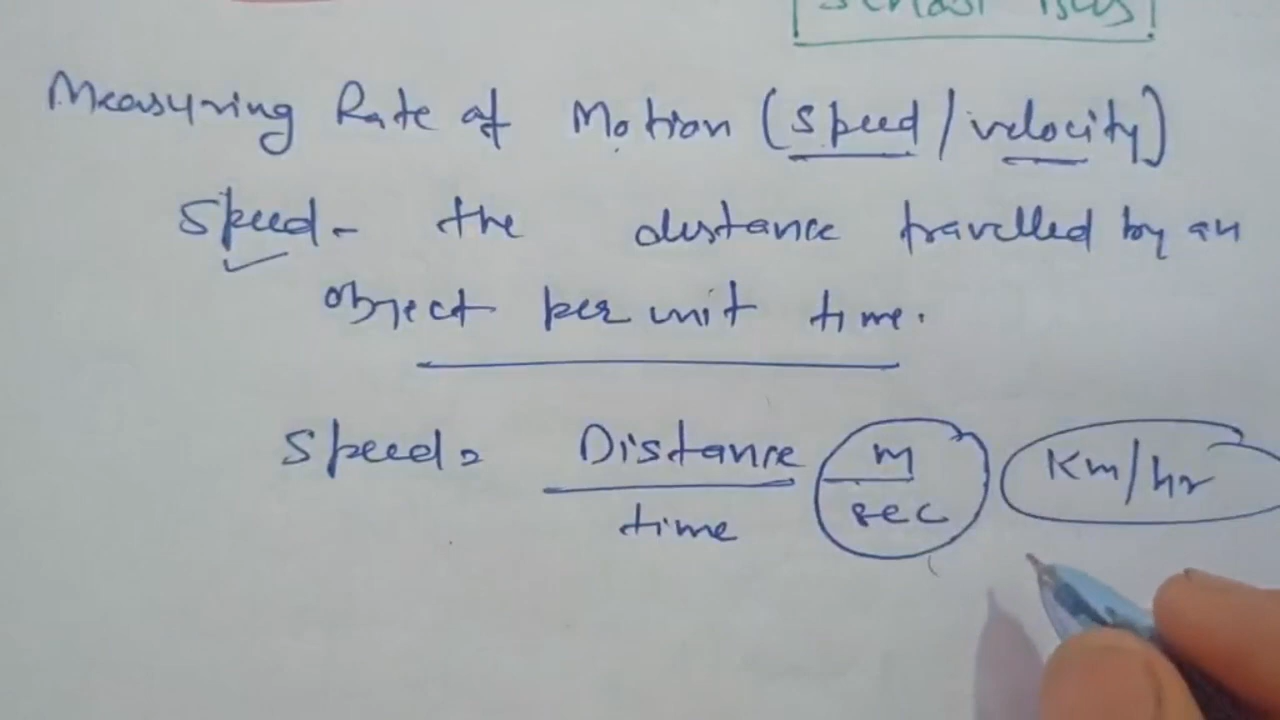 Measuring Rate of Motion (speed/velocity)
Speed - the distance travelled by an
object per unit time.
Speed = Distance/time m/sec Km/hr